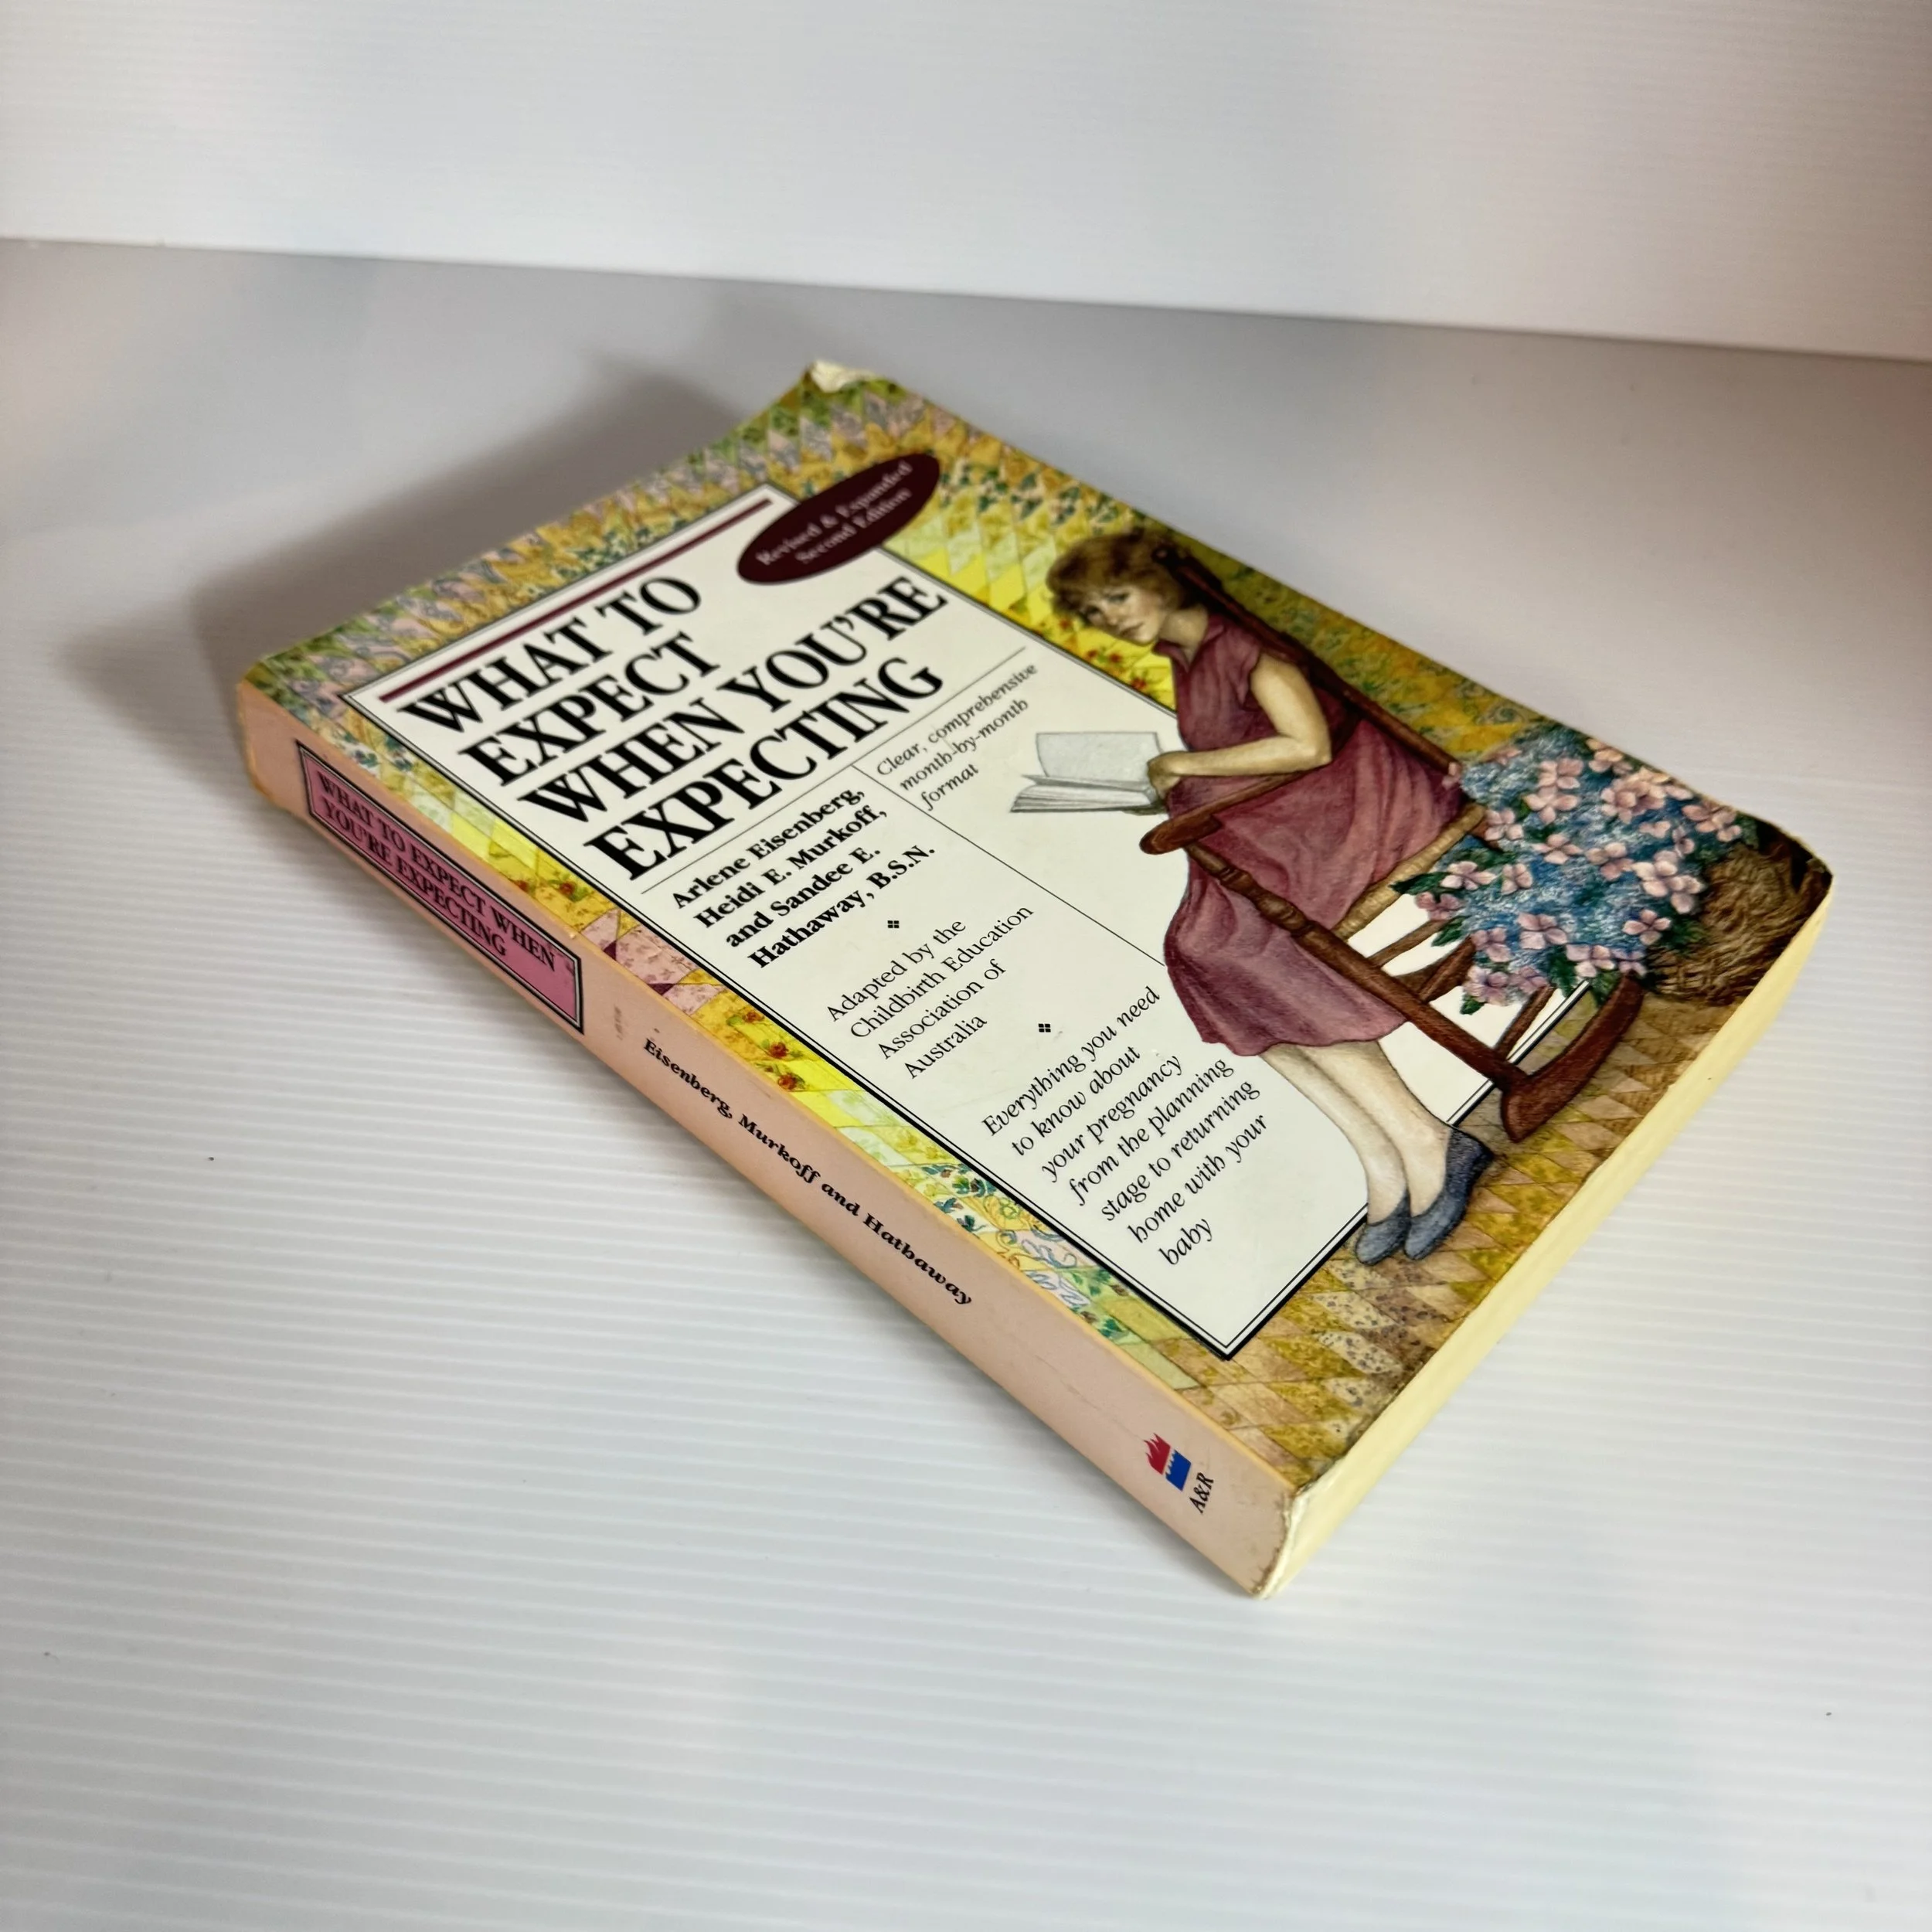 Revised & Expanded
Second Edition
WHAT TO
EXPECT
WHEN YOU'RE
EXPECTING
Arlene Eisenberg,
Heidi E. Murkoff,
and Sandee E.
Hathaway, B.S.N.
Adapted by the
Childbirth Education
Association of
Australia
Clear, comprehensive
month-by-month
format
Everything you need
to know about
your pregnancy
from the planning
stage to returning
home with your
baby
WHAT TO EXPECT WHEN
YOU'RE EXPECTING
Eisenberg, Murkoff and Hathaway
A&R